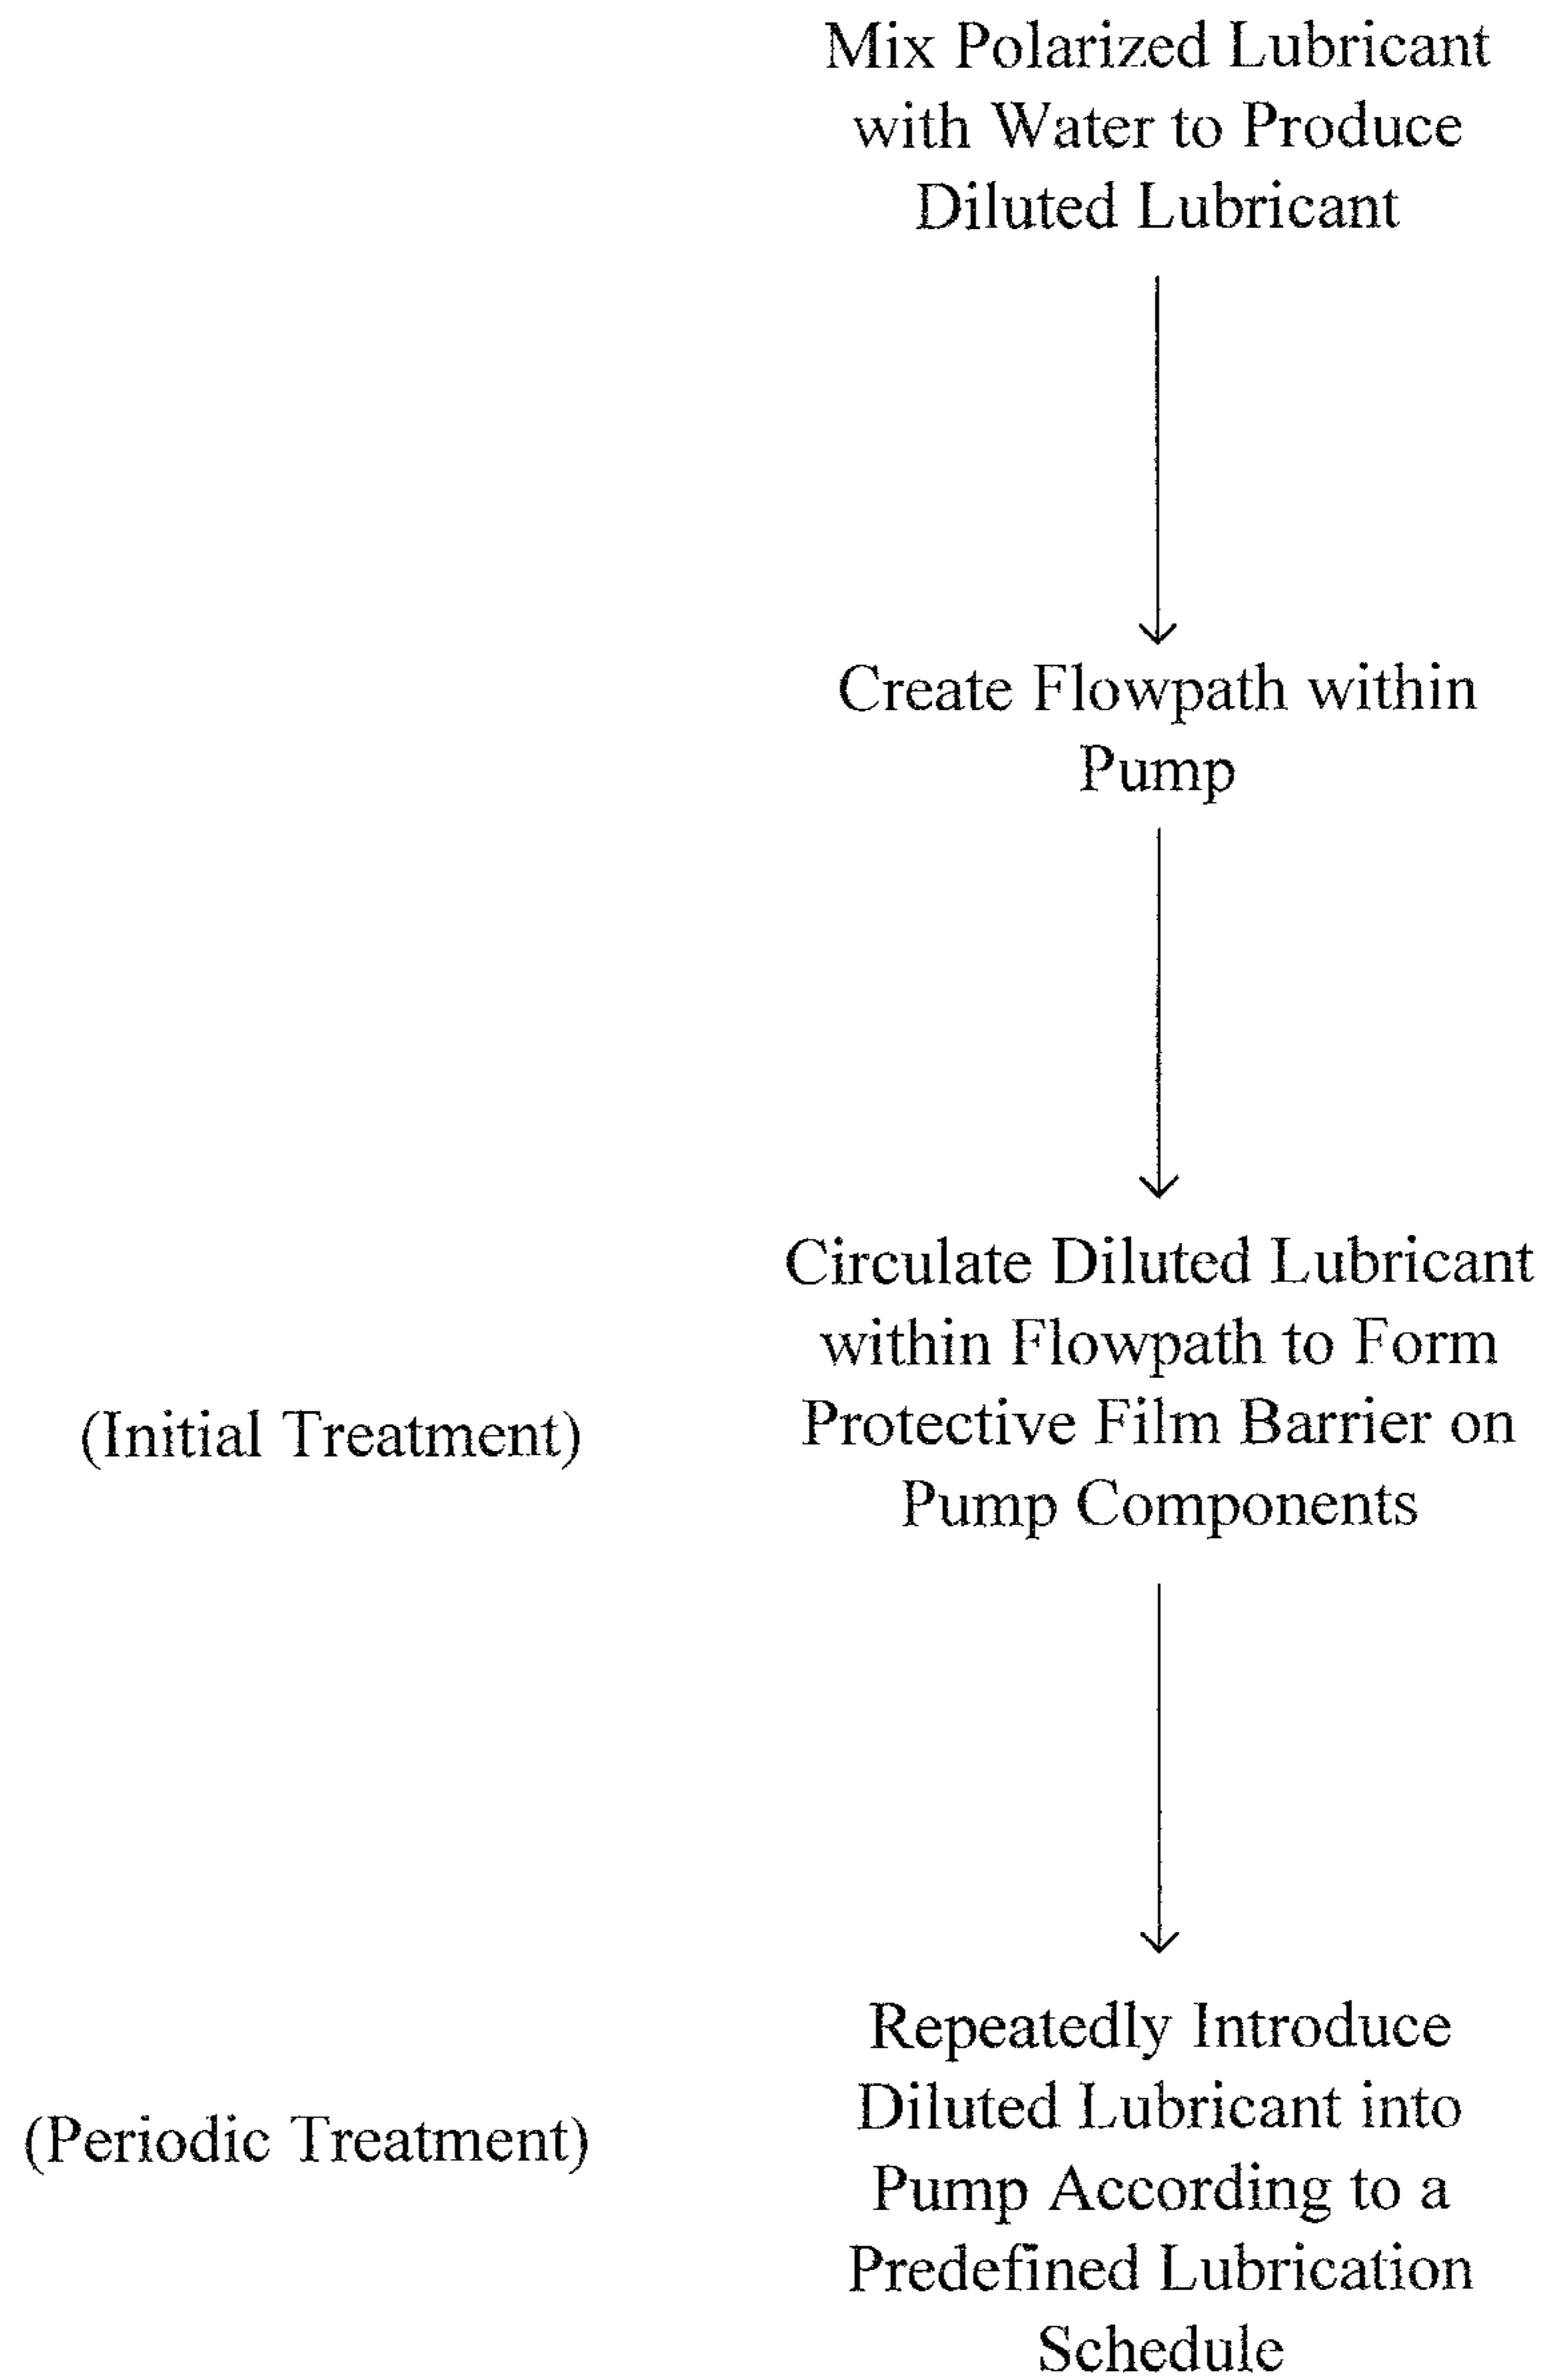 Mix Polarized Lubricant
with Water to Produce
Diluted Lubricant
Create Flowpath within
Pump
(Initial Treatment)
Circulate Diluted Lubricant
within Flowpath to Form
Protective Film Barrier on
Pump Components
(Periodic Treatment)
Repeatedly Introduce
Diluted Lubricant into
Pump According to a
Predefined Lubrication
Schedule